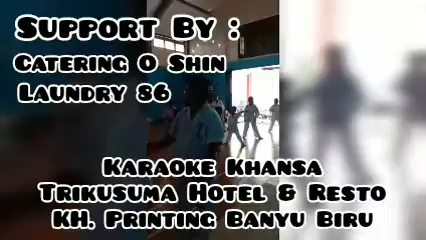 Support By :
Catering O Shin
Laundry 86
Karaoke Khansa
Trikusuma Hotel & Resto
KH. Printing Banyu Biru